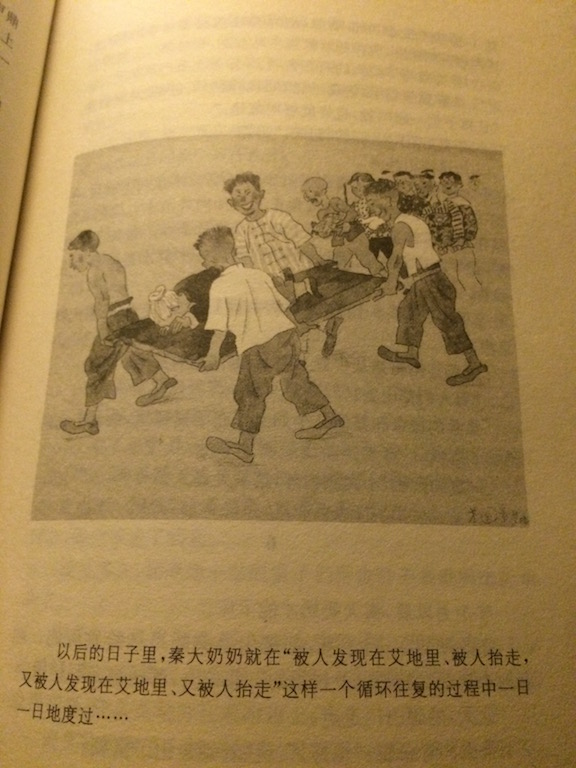 上
以后的日子里，秦大奶奶就在“被人发现在艾地里、被人抬走，
又被人发现在艾地里、又被人抬走”这样一个循环往复的过程中一日
一日地度过……